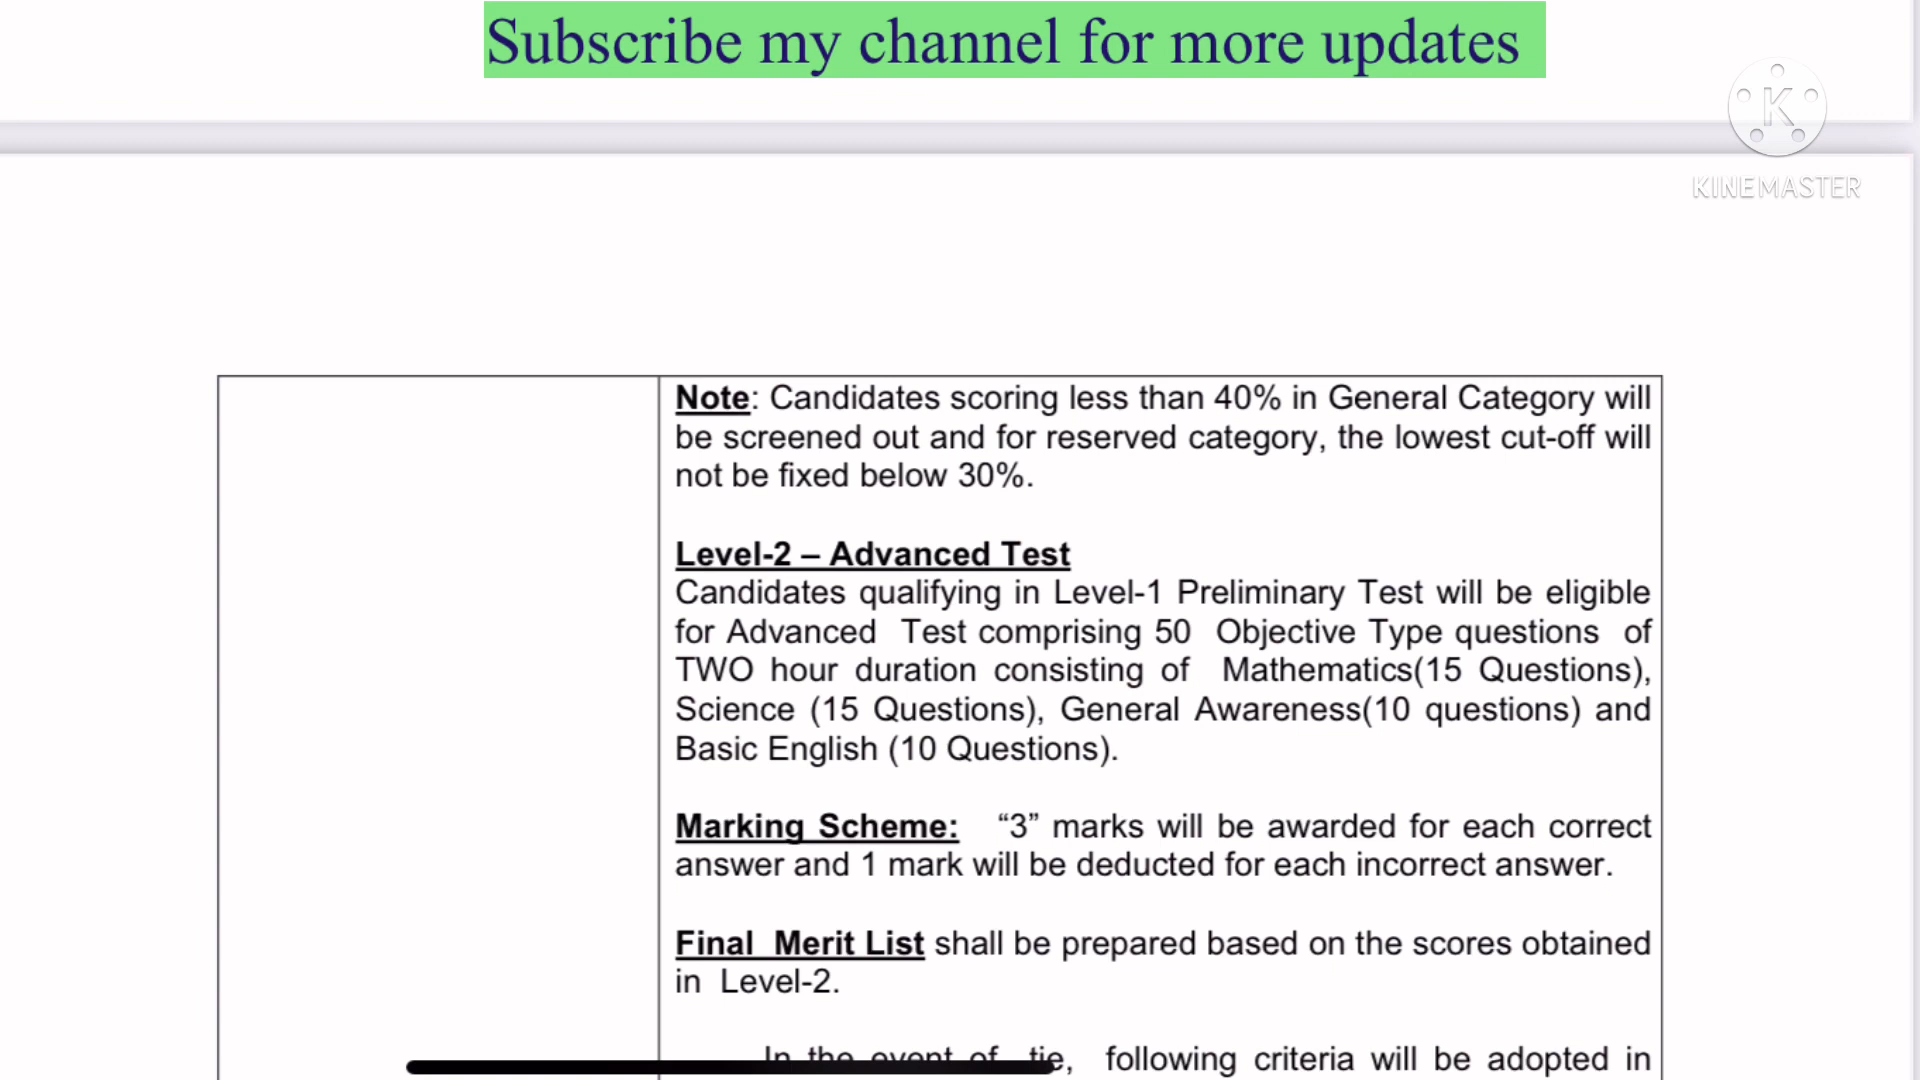 Subscribe my channel for more updates
K
KINEMASTER
Note: Candidates scoring less than 40% in General Category will
be screened out and for reserved category, the lowest cut-off will
not be fixed below 30%.
Level-2 – Advanced Test
Candidates qualifying in Level-1 Preliminary Test will be eligible
for Advanced Test comprising 50 Objective Type questions of
TWO hour duration consisting of Mathematics(15 Questions),
Science (15 Questions), General Awareness(10 questions) and
Basic English (10 Questions).
Marking Scheme: “3” marks will be awarded for each correct
answer and 1 mark will be deducted for each incorrect answer.
Final Merit List shall be prepared based on the scores obtained
in Level-2.
In the event of tie, following criteria will be adopted in